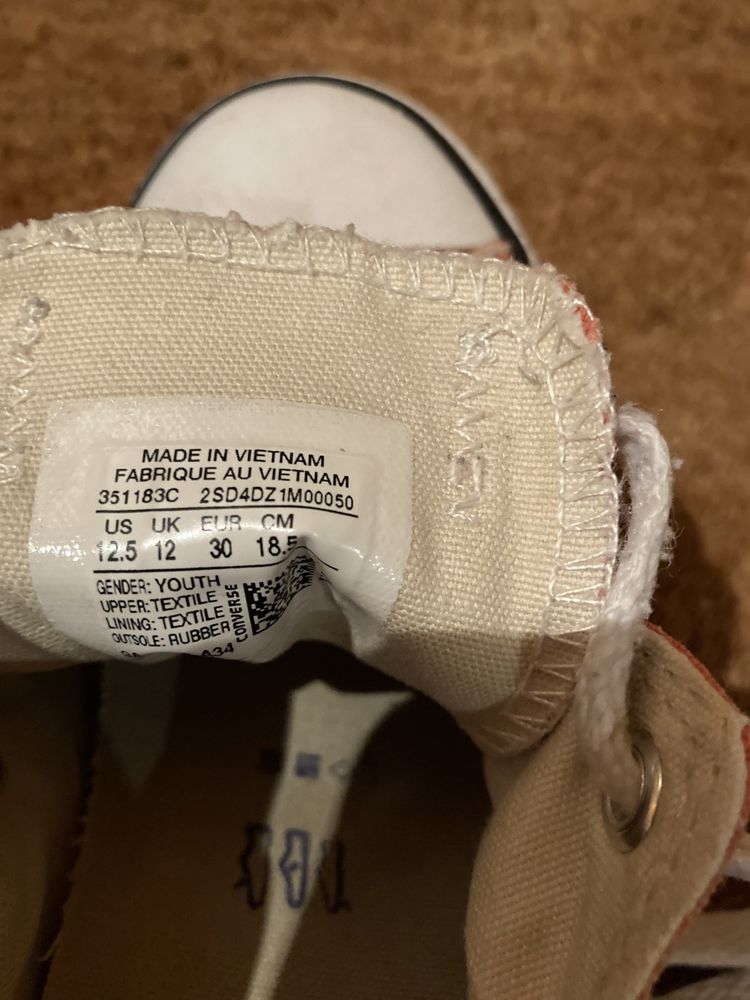 MADE IN VIETNAM
FABRIQUE AU VIETNAM
351183C 2SD4DZ1M00050
US UK EUR CM
12.5 12 30 18.5
GENDER: YOUTH
UPPER: TEXTILE
LINING: TEXTILE
OUTSOLE: RUBBER
CONVERSE
A34